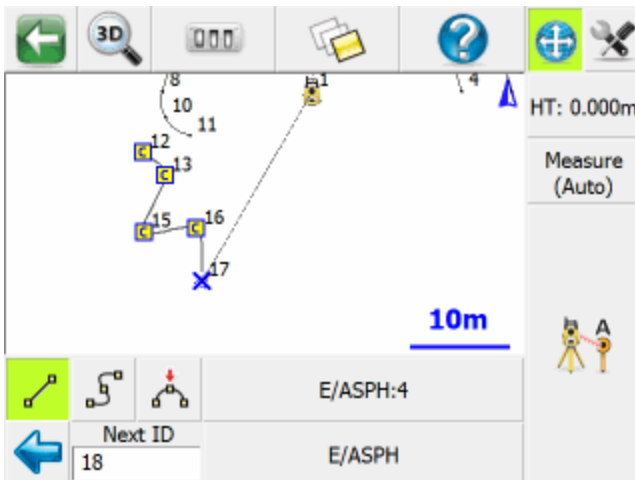 3D
HT: 0.000m
Measure
(Auto)
8
1
4
10
11
12
13
C
C
15
16
C
C
17
10m
A
E/ASPH:4
Next ID
18
E/ASPH